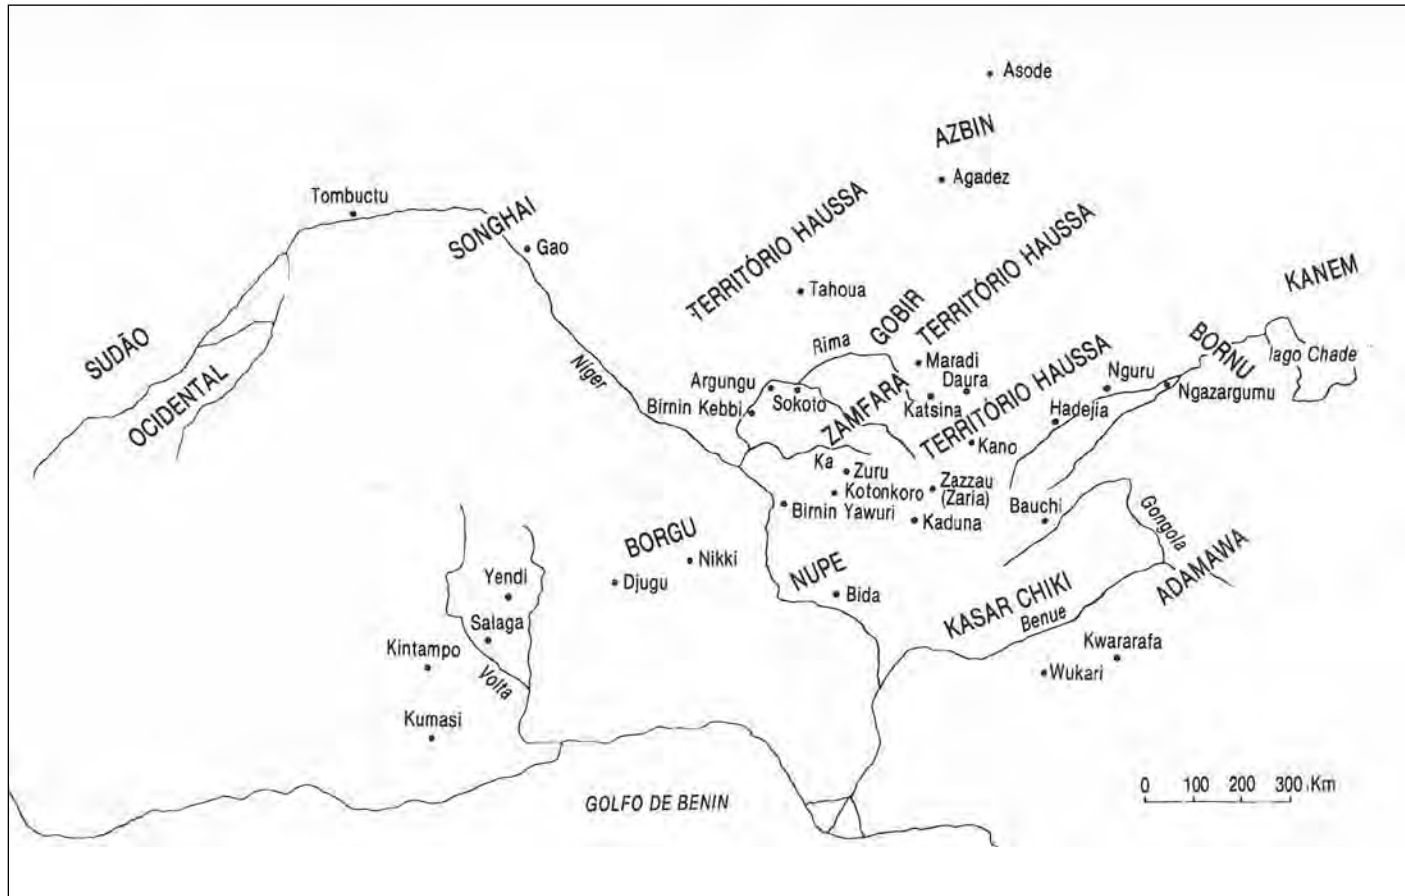 Asode
AZBIN
Agadez
Tombuctu
SONGHAI
Gao
TERRITÓRIO HAUSSA
TERRITÓRIO HAUSSA
Tahoua
GOBIR
KANEM
SUDÃO
OCIDENTAL
Níger
Rima
Maradi
Daura
Katsina
TERRITÓRIO HAUSSA
Nguru
BORNU
lago Chade
Ngazargumu
Argungu
Sokoto
Birnin Kebbi
ZAMFARA
Hadejia
Kano
Ka
Zuru
Kotonkoro
Birnin Yawuri
Zazzau
(Zaria)
Kaduna
Bauchi
Gongola
ADAMAWA
BORGU
Nikki
Djugu
NUPE
Bida
KASAR CHIKI
Benue
Kwararafa
Wukari
Yendi
Salaga
Kintampo
Volta
Kumasi
GOLFO DE BENIN
0 100 200 300 Km